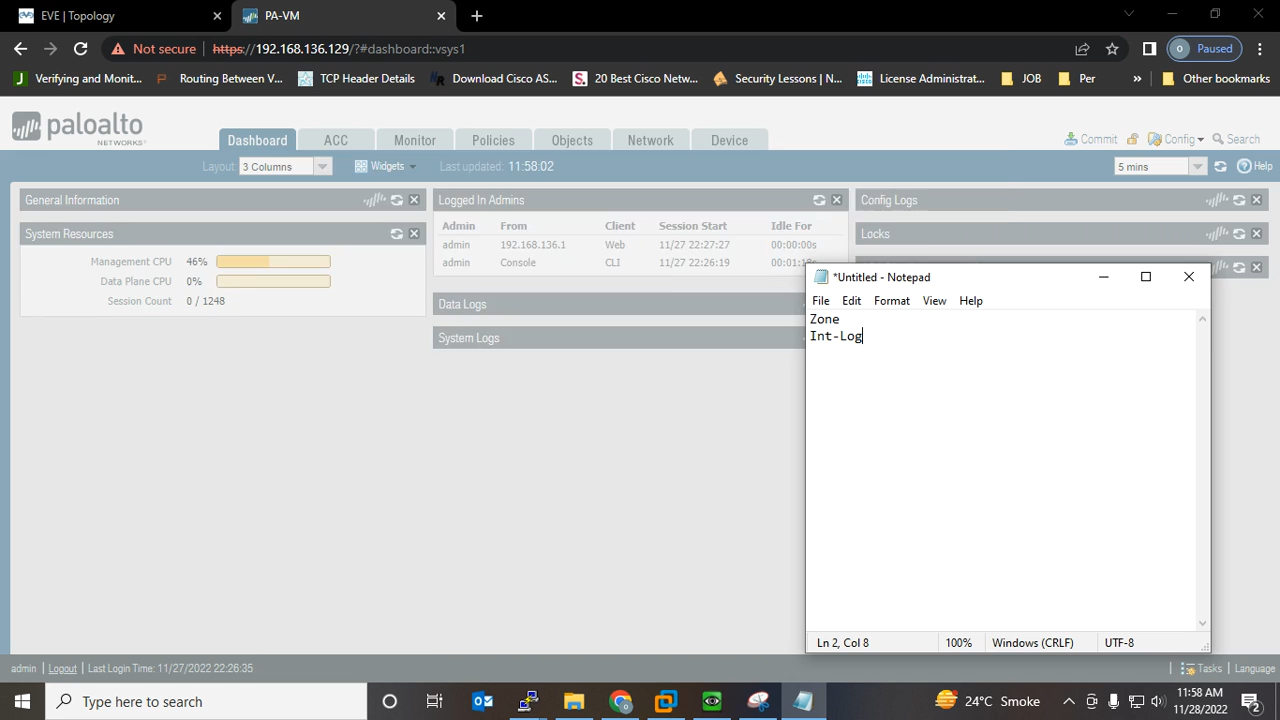 EVE | Topology
PA-VM
Not secure
https://192.168.136.129/?#dashboard::vsys1
O
Paused
J
Verifying and Monit...
Routing Between V...
TCP Header Details
Download Cisco AS...
20 Best Cisco Netw...
Security Lessons | N...
License Administrat...
JOB
Per
»
Other bookmarks
paloalto
NETWORKS
Dashboard
ACC
Monitor
Policies
Objects
Network
Device
Commit
Config
Search
Layout:
3 Columns
Widgets
Last updated:
11:58:02
5 mins
Help
General Information
Logged In Admins
Config Logs
System Resources
Management CPU 46%
Data Plane CPU 0%
Session Count 0 / 1248
Admin From Client Session Start Idle For
admin 192.168.136.1 Web 11/27 22:27:27 00:00:00s
admin Console CLI 11/27 22:26:19
Locks
Data Logs
System Logs
*Untitled - Notepad
File Edit Format View Help
Zone
Int-Log
Ln 2, Col 8
100%
Windows (CRLF)
UTF-8
admin
Logout
Last Login Time: 11/27/2022 22:26:35
Tasks
Language
Type here to search
24°C Smoke
11:58 AM
11/28/2022
2